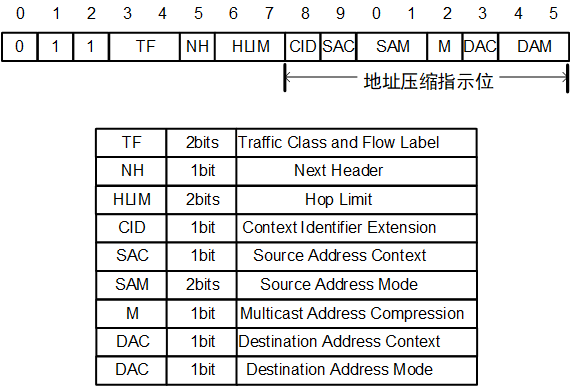 0 1 2 3 4 5 6 7 8 9 0 1 2 3 4 5
0 1 1 TF NH HLIM CID SAC SAM M DAC DAM
地址压缩指示位
TF 2bits Traffic Class and Flow Label
NH 1bit Next Header
HLIM 2bits Hop Limit
CID 1bit Context Identifier Extension
SAC 1bit Source Address Context
SAM 2bits Source Address Mode
M 1bit Multicast Address Compression
DAC 1bit Destination Address Context
DAC 1bit Destination Address Mode